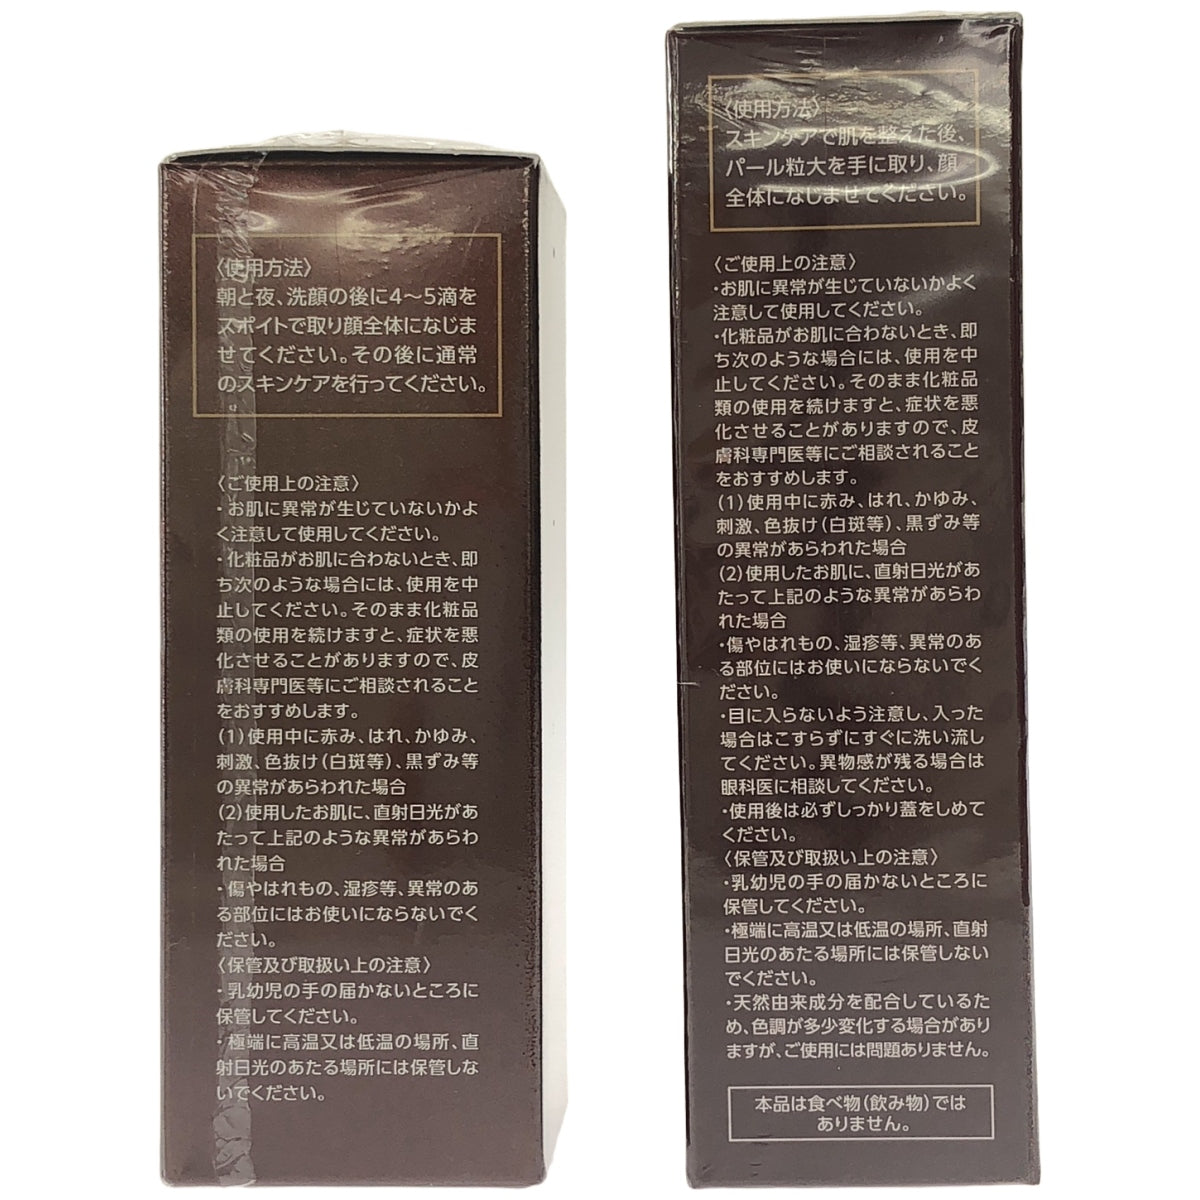 〈使用方法〉
朝と夜、洗顔の後に4〜5滴を
スポイトで取り顔全体になじま
せてください。その後に通常
のスキンケアを行ってください。
〈ご使用上の注意〉
・お肌に異常が生じていないかよ
く注意して使用してください。
・化粧品がお肌に合わないとき、即
ち次のような場合には、使用を中
止してください。そのまま化粧品
類の使用を続けますと、症状を悪
化させることがありますので、皮
膚科専門医等にご相談されること
をおすすめします。
(1)使用中に赤み、はれ、かゆみ、
刺激、色抜け(白斑等)、黒ずみ等
の異常があらわれた場合
(2)使用したお肌に、直射日光があ
たって上記のような異常があらわ
れた場合
・傷やはれもの、湿疹等、異常のあ
る部位にはお使いにならないでく
ださい。
〈保管及び取扱い上の注意〉
・乳幼児の手の届かないところに
保管してください。
・極端に高温又は低温の場所、直
射日光のあたる場所には保管しな
いでください。
〈使用方法〉
スキンケアで肌を整えた後、
パール粒大を手に取り、顔
全体になじませてください。
〈ご使用上の注意〉
・お肌に異常が生じていないかよく
注意して使用してください。
・化粧品がお肌に合わないとき、即
ち次のような場合には、使用を中
止してください。そのまま化粧品
類の使用を続けますと、症状を悪
化させることがありますので、皮
膚科専門医等にご相談されること
をおすすめします。
(1)使用中に赤み、はれ、かゆみ、
刺激、色抜け(白斑等)、黒ずみ等
の異常があらわれた場合
(2)使用したお肌に、直射日光があ
たって上記のような異常があらわ
れた場合
・傷やはれもの、湿疹等、異常のあ
る部位にはお使いにならないでく
ださい。
・目に入らないよう注意し、入った
場合はこすらずにすぐに洗い流し
てください。異物感が残る場合は
眼科医に相談してください。
・使用後は必ずしっかり蓋をしめて
ください。
〈保管及び取扱い上の注意〉
・乳幼児の手の届かないところに
保管してください。
・極端に高温又は低温の場所、直射
日光のあたる場所には保管しない
でください。
・天然由来成分を配合しているた
め、色調が多少変化する場合があり
ますが、ご使用には問題ありません。
本品は食べ物(飲み物)では
ありません。